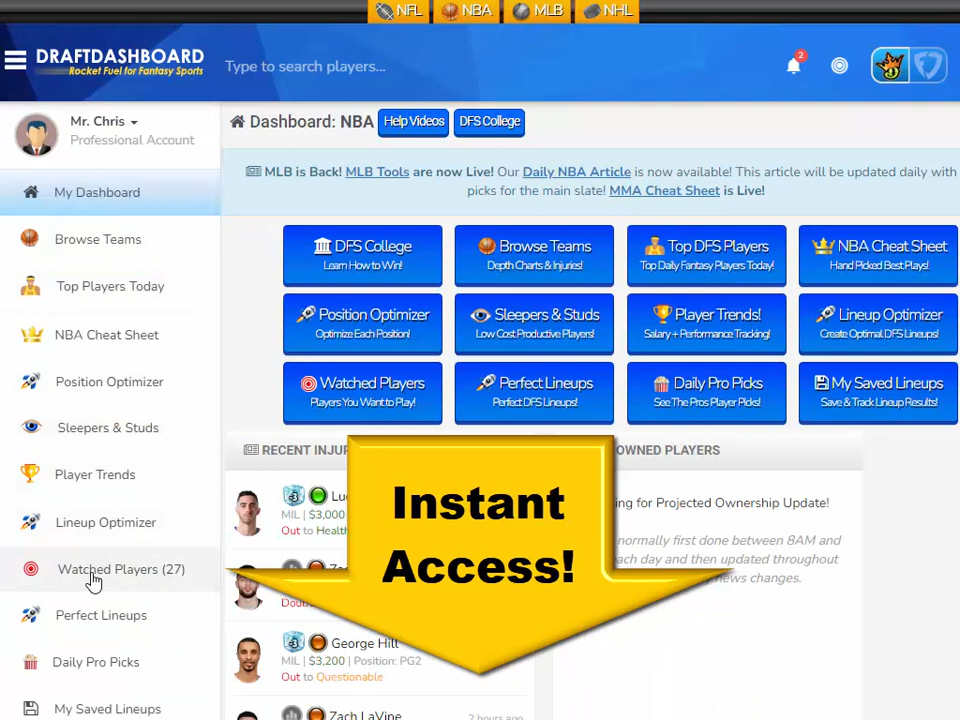 NFL NBA MLB NHL
DRAFTDASHBOARD
Rocket Fuel for Fantasy Sports
Type to search players...
2
Mr. Chris
Professional Account
Dashboard: NBA
Help Videos
DFS College
MLB is Back! MLB Tools are now Live! Our Daily NBA Article is now available! This article will be updated daily with
picks for the main slate! MMA Cheat Sheet is Live!
My Dashboard
Browse Teams
Top Players Today
NBA Cheat Sheet
Position Optimizer
Sleepers & Studs
Player Trends
Lineup Optimizer
Watched Players (27)
Perfect Lineups
Daily Pro Picks
My Saved Lineups
DFS College
Learn How to Win!
Browse Teams
Depth Charts & Injuries!
Top DFS Players
Top Daily Fantasy Players Today!
NBA Cheat Sheet
Hand Picked Best Plays!
Position Optimizer
Optimize Each Position!
Sleepers & Studs
Low Cost Productive Players!
Player Trends!
Salary + Performance Tracking!
Lineup Optimizer
Create Optimal DFS Lineups!
Watched Players
Players You Want to Play!
Perfect Lineups
Perfect DFS Lineups!
Daily Pro Picks
See The Pros Player Picks!
My Saved Lineups
Save & Track Lineup Results!
RECENT INJU
MIL | $3,000
Out to Health
George Hill
MIL | $3,200 | Position: PG2
Out to Questionable
Zach LaVine
2 hours ago
OWNED PLAYERS
ing for Projected Ownership Update!
normally first done between 8AM and
each day and then updated throughout
news changes.
Instant
Access!